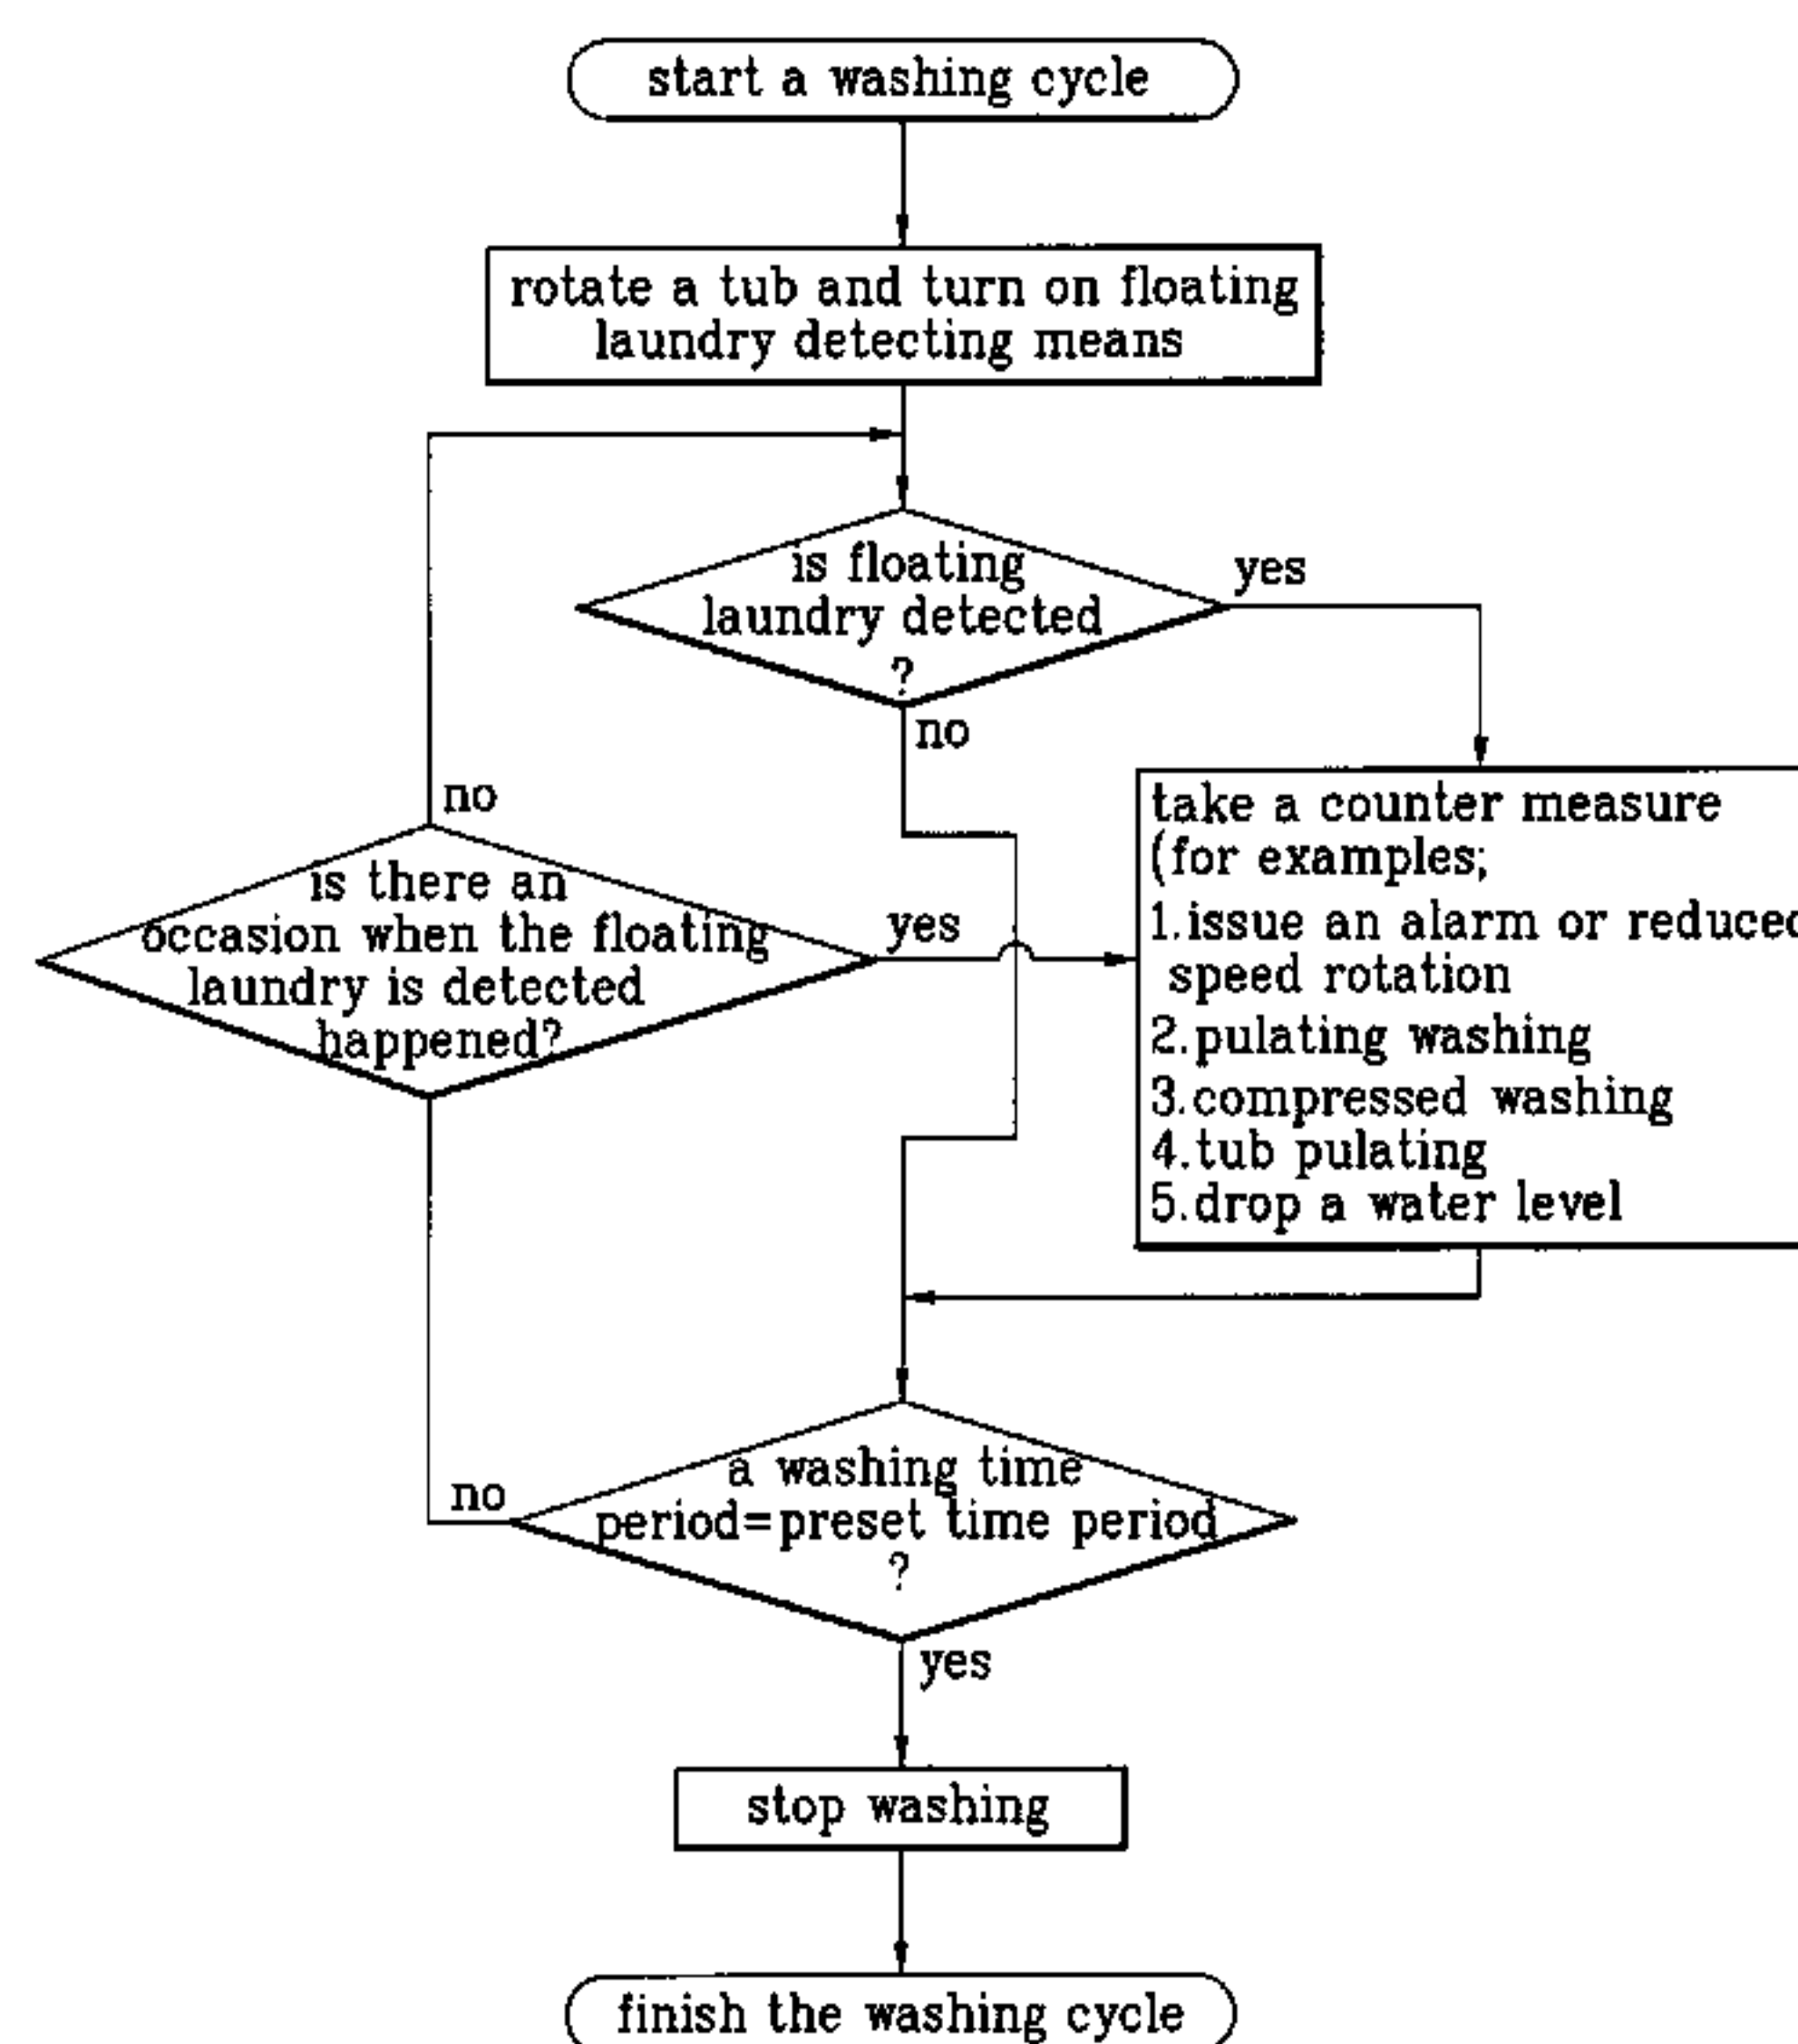 start a washing cycle
rotate a tub and turn on floating
laundry detecting means
is floating
laundry detected
?
yes
no
no
is there an
occasion when the floating
laundry is detected
happened?
yes
take a counter measure
(for examples;
1.issue an alarm or reduced
speed rotation
2.pulating washing
3.compressed washing
4.tub pulating
5.drop a water level
a washing time
period=preset time period
?
no
yes
stop washing
finish the washing cycle